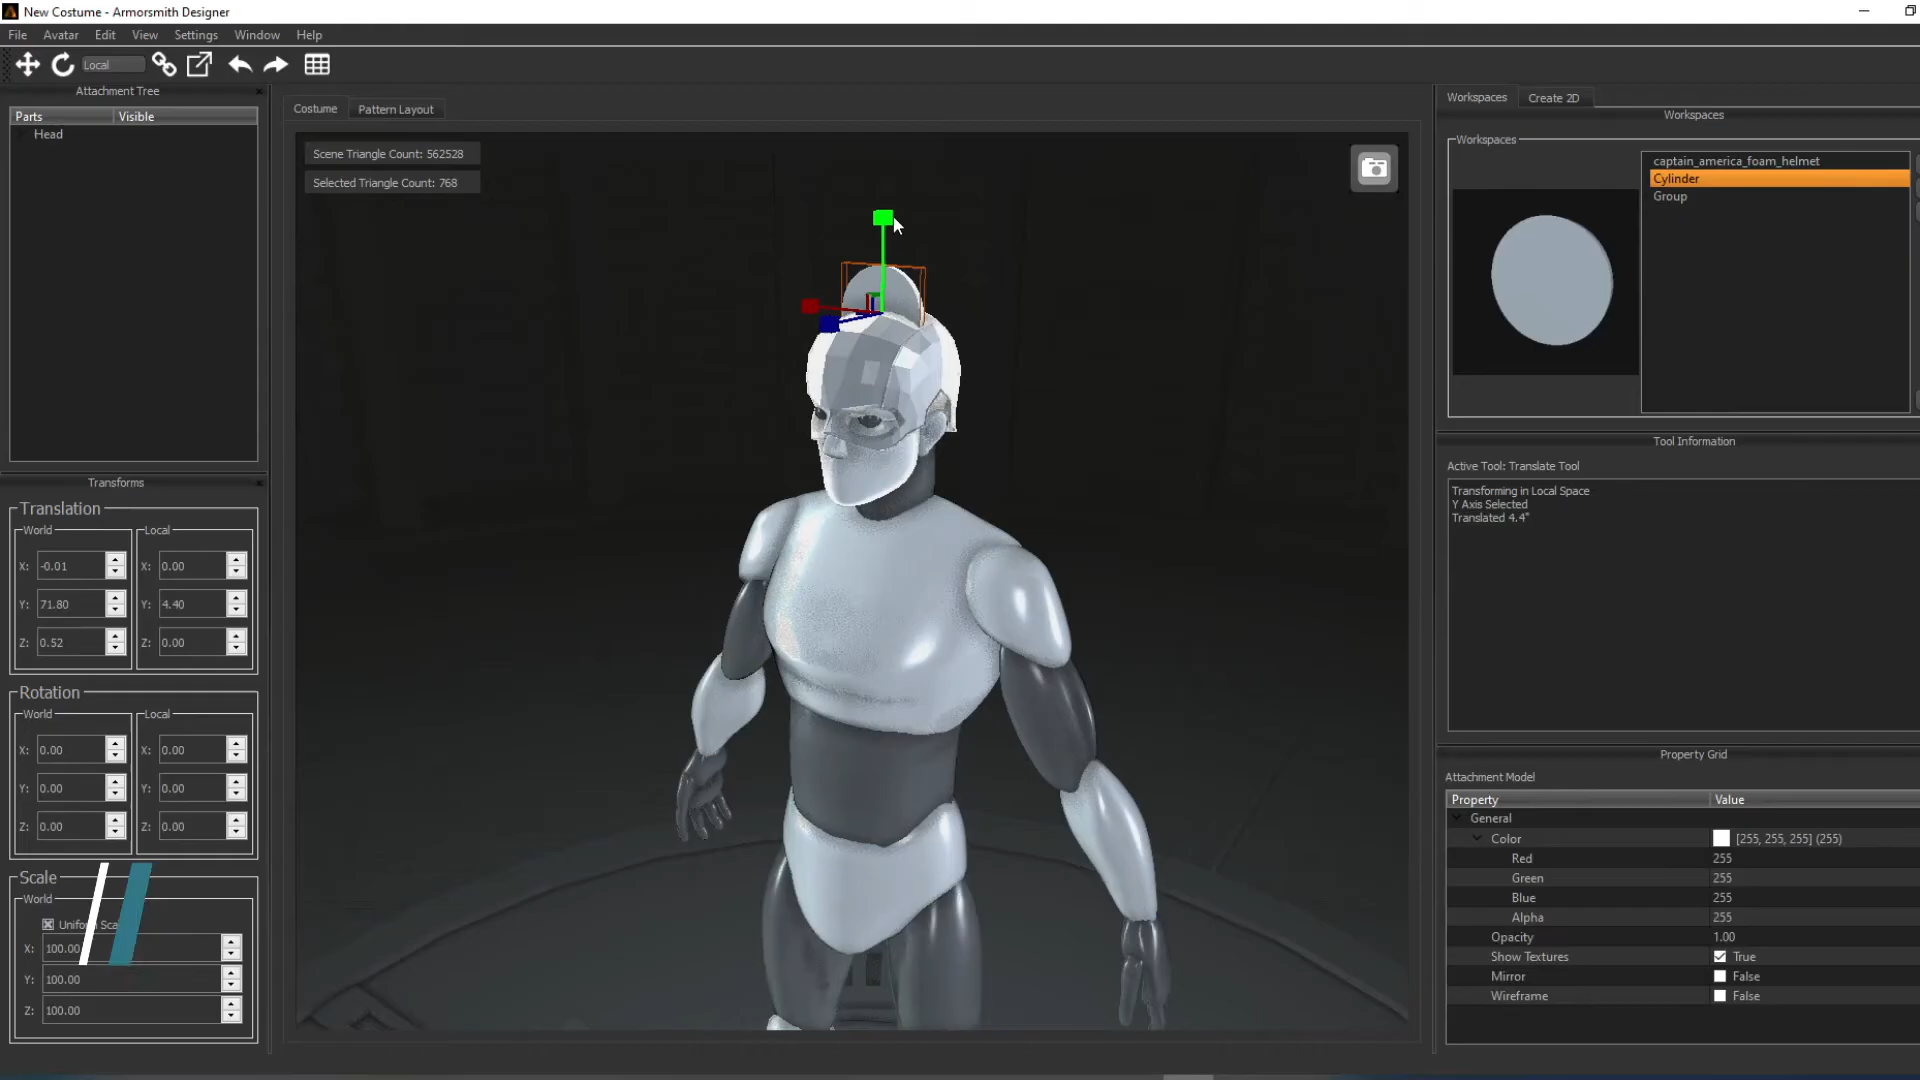 New Costume - Armorsmith Designer
File Avatar Edit View Settings Window Help
Local
Attachment Tree
Parts Visible
Head
Costume Pattern Layout
Scene Triangle Count: 562528
Selected Triangle Count: 768
Workspaces Create 2D
Workspaces
Workspaces
captain_america_foam_helmet
Cylinder
Group
Tool Information
Active Tool: Translate Tool
Transforming in Local Space
Y Axis Selected
Translated 4.4"
Transforms
Translation
World Local
X: -0.01 X: 0.00
Y: 71.80 Y: 4.40
Z: 0.52 Z: 0.00
Rotation
World Local
X: 0.00 X: 0.00
Y: 0.00 Y: 0.00
Z: 0.00 Z: 0.00
Scale
World
X: 100.00
Y: 100.00
Z: 100.00
Property Grid
Attachment Model
Property Value
General
Color [255, 255, 255] (255)
Red 255
Green 255
Blue 255
Alpha 255
Opacity 1.00
Show Textures True
Mirror False
Wireframe False